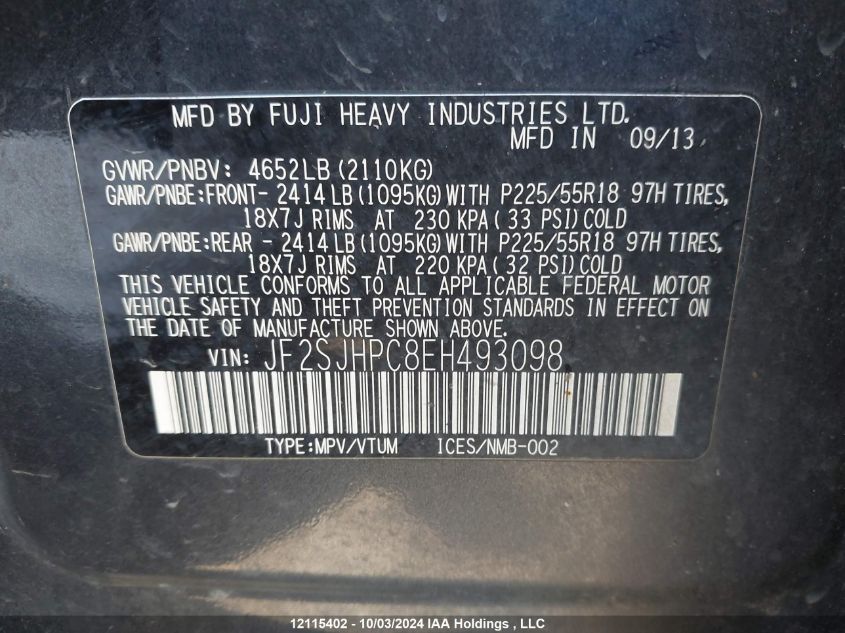 MFD BY FUJI HEAVY INDUSTRIES LTD.
MFD IN 09/13
GVWR/PNBV: 4652LB (2110KG)
GAWR/PNBE:FRONT- 2414 LB (1095KG) WITH P225/55R18 97H TIRES,
18X7J RIMS AT 230 KPA ( 33 PSI) COLD
GAWR/PNBE:REAR - 2414 LB (1095KG) WITH P225/55R18 97H TIRES,
18X7J RIMS AT 220 KPA ( 32 PSI) COLD
THIS VEHICLE CONFORMS TO ALL APPLICABLE FEDERAL MOTOR
VEHICLE SAFETY AND THEFT PREVENTION STANDARDS IN EFFECT ON
THE DATE OF MANUFACTURE SHOWN ABOVE.
VIN: JF2SJHPC8EH493098
TYPE:MPV/VTUM ICES/NMB-002
12115402 - 10/03/2024 IAA Holdings , LLC